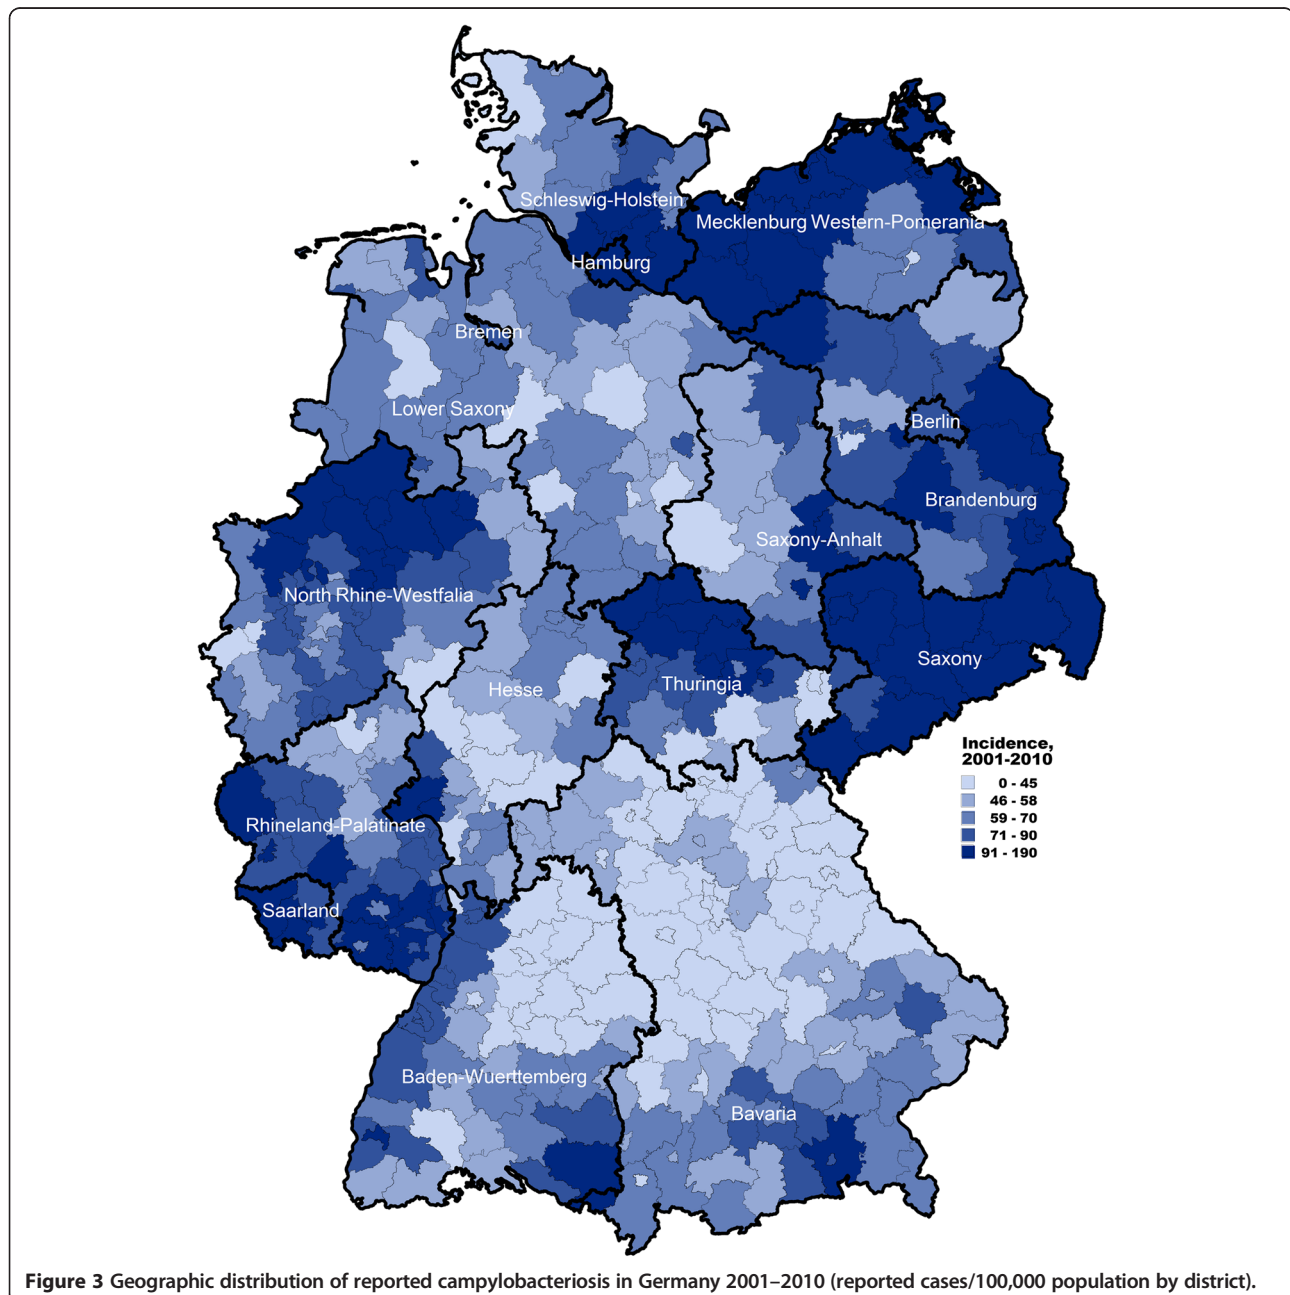 Schleswig-Holstein
Mecklenburg Western-Pomerania
Hamburg
Bremen
Lower Saxony
Berlin
Brandenburg
Saxony-Anhalt
North Rhine-Westfalia
Saxony
Thuringia
Hesse
Incidence,
2001-2010
0 - 45
46 - 58
59 - 70
71 - 90
91 - 190
Rhineland-Palatinate
Saarland
Baden-Wuerttemberg
Bavaria
Figure 3 Geographic distribution of reported campylobacteriosis in Germany 2001–2010 (reported cases/100,000 population by district).